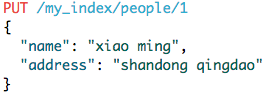 PUT /my_index/people/1
{
  "name": "xiao ming",
  "address": "shandong qingdao"
}